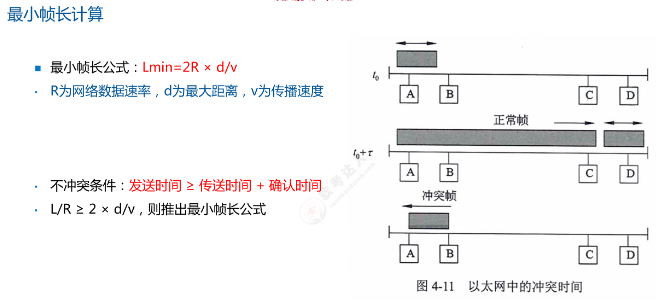 最小帧长计算
■ 最小帧长公式：Lmin=2R × d/v
• R为网络数据速率，d为最大距离，v为传播速度
• 不冲突条件：发送时间 ≥ 传送时间 + 确认时间
• L/R ≥ 2 × d/v，则推出最小帧长公式
t₀
A B C D
正常帧
t₀+τ
A B C D
冲突帧
A B C D
图 4-11 以太网中的冲突时间